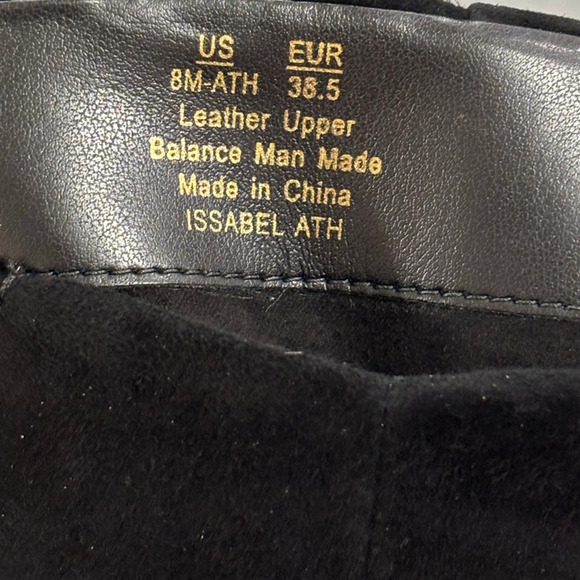 US EUR
8M-ATH 38.5
Leather Upper
Balance Man Made
Made in China
ISSABEL ATH